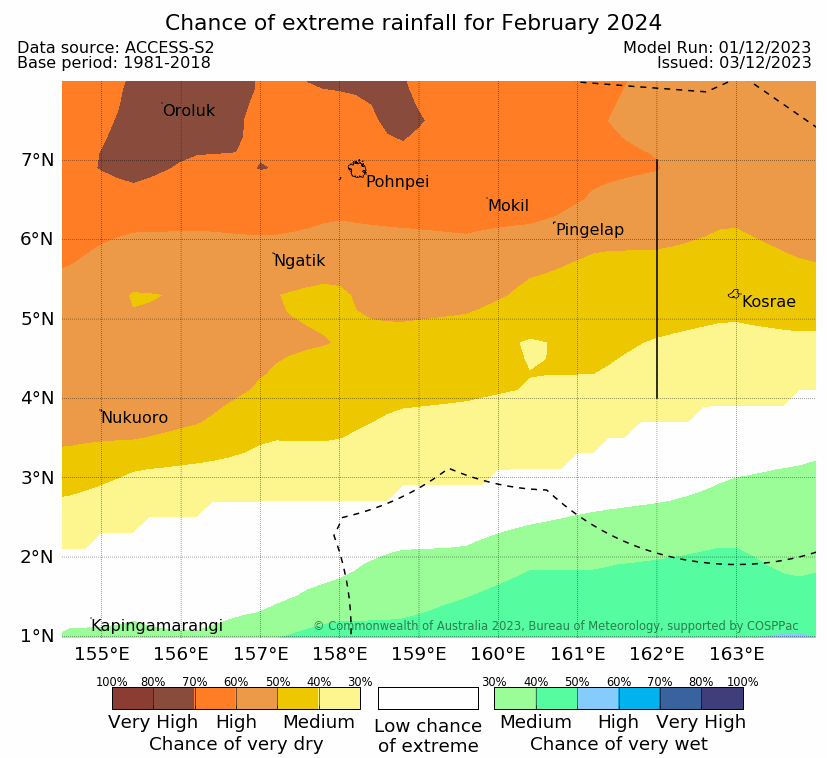 Chance of extreme rainfall for February 2024
Data source: ACCESS-S2
Base period: 1981-2018
Model Run: 01/12/2023
Issued: 03/12/2023
7°N
6°N
5°N
4°N
3°N
2°N
1°N
Oroluk
Pohnpei
Mokil
Pingelap
Ngatik
Kosrae
Nukuoro
Kapingamarangi
© Commonwealth of Australia 2023, Bureau of Meteorology, supported by COSPPac
155°E 156°E 157°E 158°E 159°E 160°E 161°E 162°E 163°E
100% 80% 70% 60% 50% 40% 30%
Very High High Medium
Chance of very dry
Low chance
of extreme
30% 40% 50% 60% 70% 80% 100%
Medium High Very High
Chance of very wet